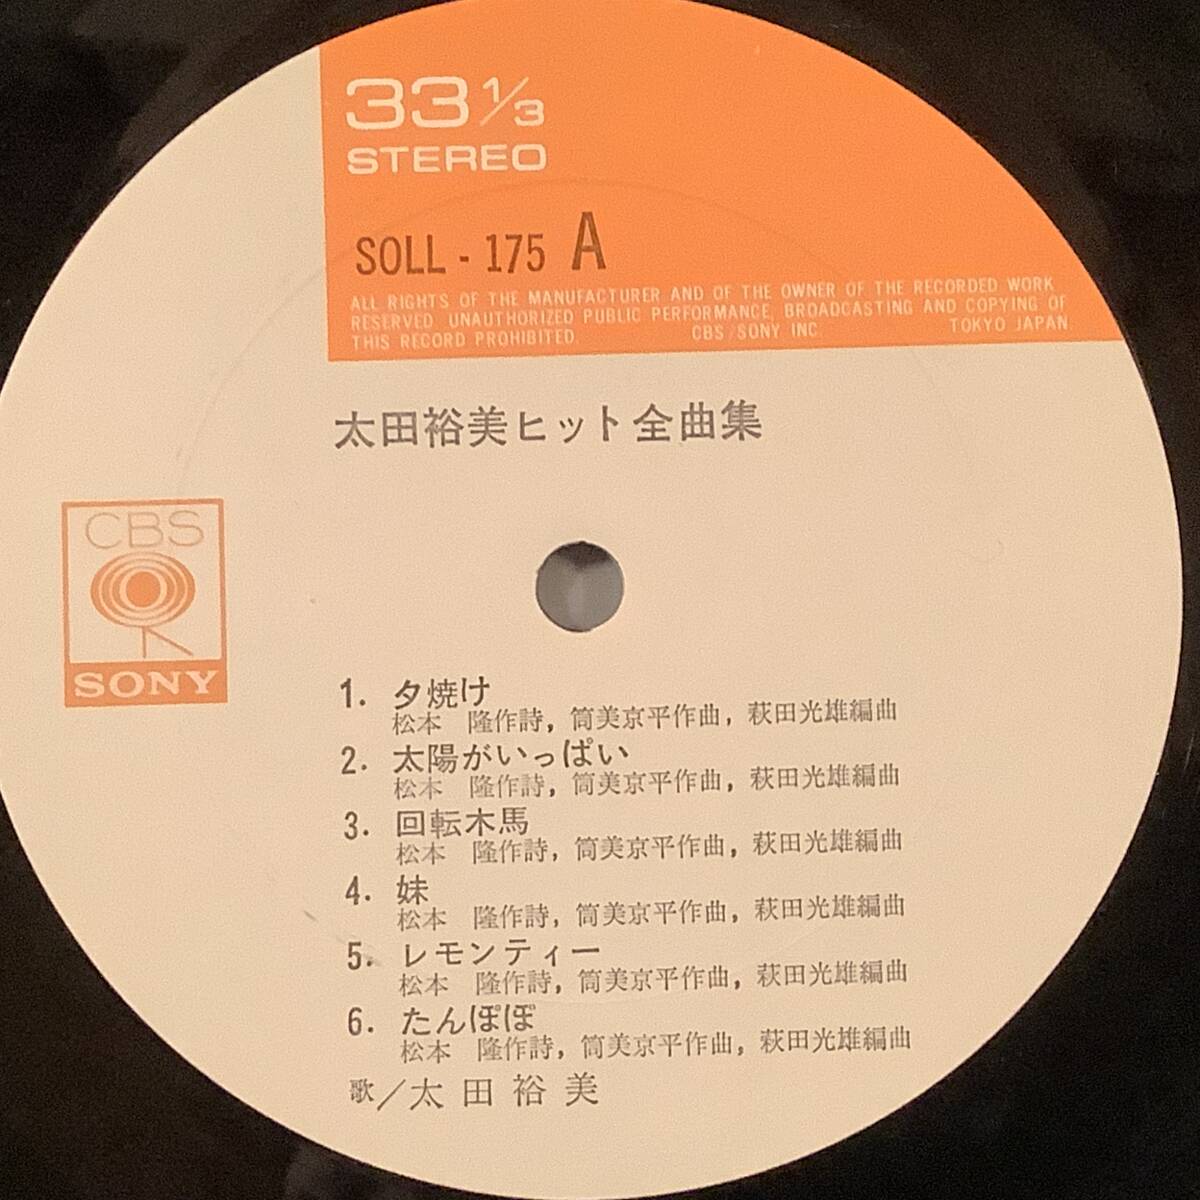 33 1/3
STEREO
SOLL - 175 A
ALL RIGHTS OF THE MANUFACTURER AND OF THE OWNER OF THE RECORDED WORK
RESERVED. UNAUTHORIZED PUBLIC PERFORMANCE, BROADCASTING AND COPYING OF
THIS RECORD PROHIBITED. CBS/SONY INC TOKYO JAPAN
太田裕美ヒット全曲集
CBS
SONY
1. 夕焼け
松本 隆作詩，筒美京平作曲，萩田光雄編曲
2. 太陽がいっぱい
松本 隆作詩，筒美京平作曲，萩田光雄編曲
3. 回転木馬
松本 隆作詩，筒美京平作曲，萩田光雄編曲
4. 妹
松本 隆作詩，筒美京平作曲，萩田光雄編曲
5. レモンティー
松本 隆作詩，筒美京平作曲，萩田光雄編曲
6. たんぽぽ
松本 隆作詩，筒美京平作曲，萩田光雄編曲
歌／太田裕美